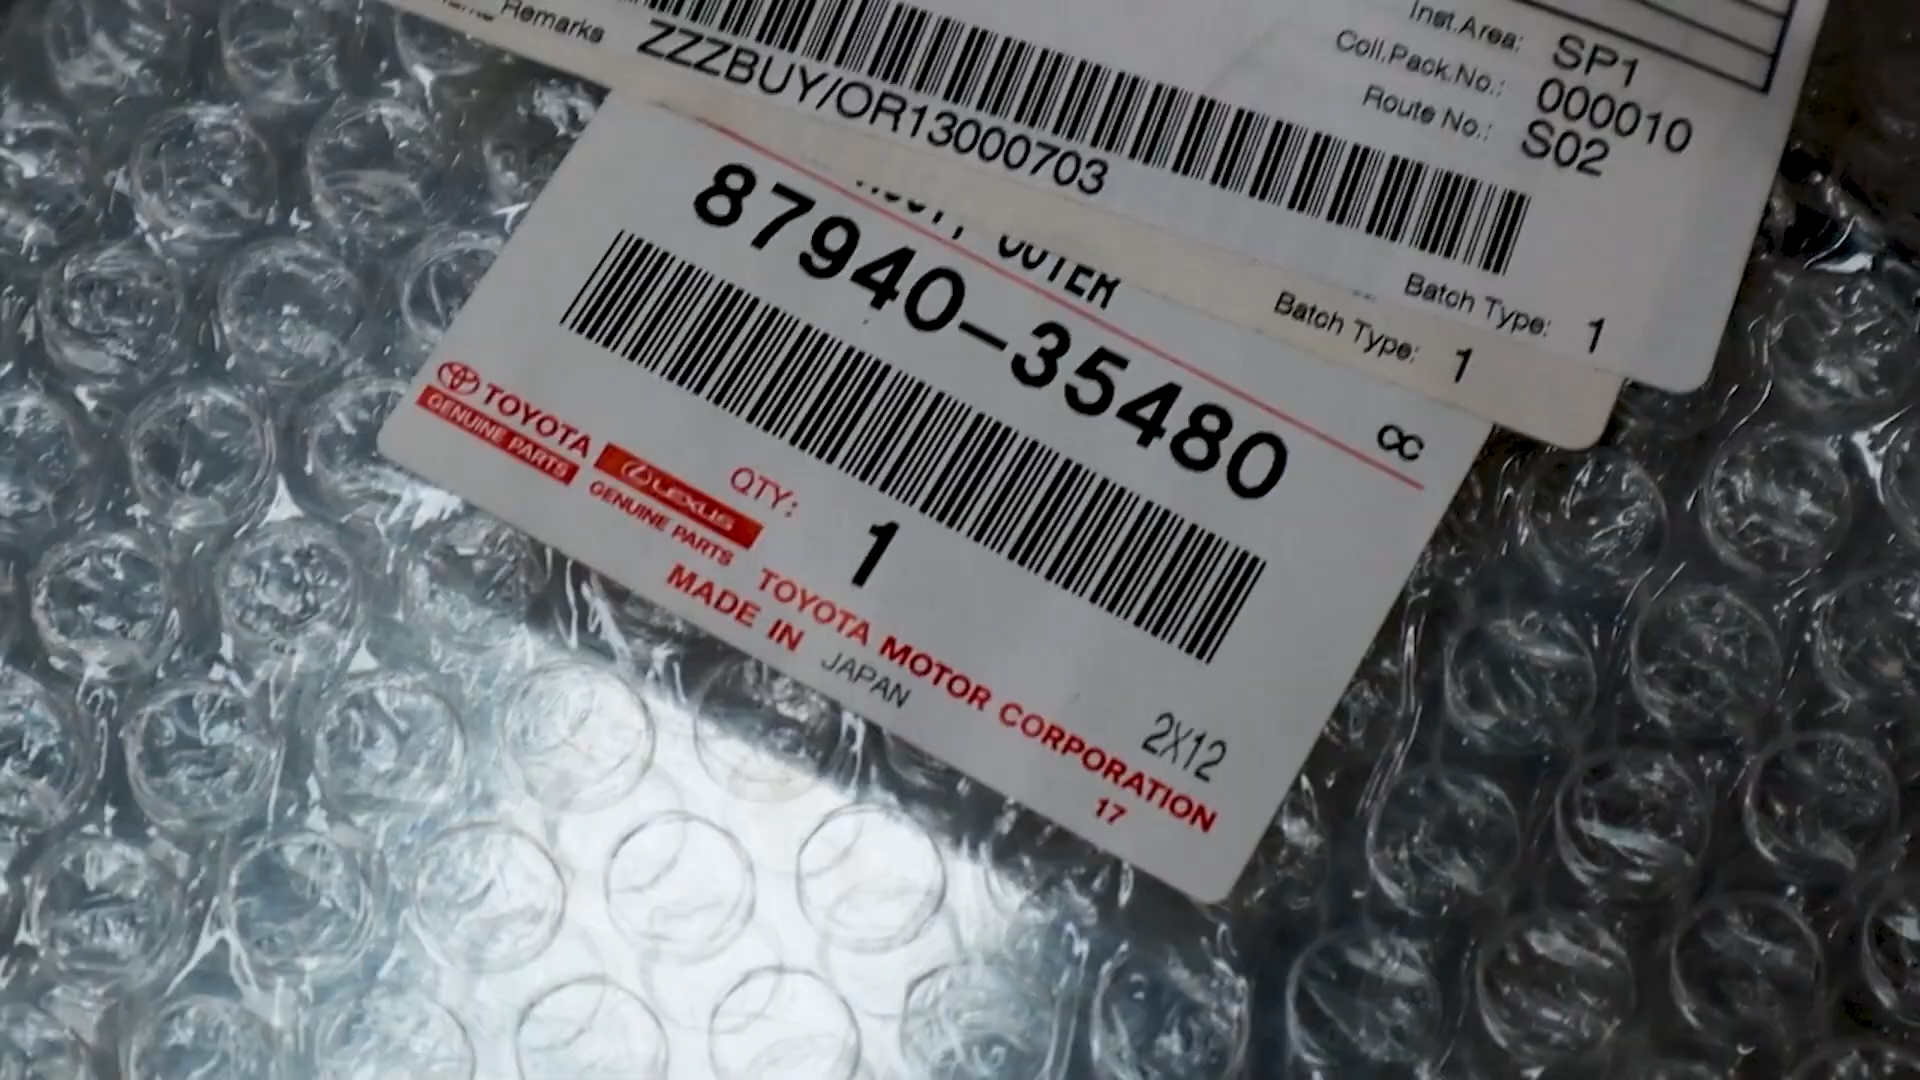 Remarks
ZZZBUY/OR13000703
Inst.Area: SP1
Coll.Pack.No.: 000010
Route No.: S02
Batch Type: 1
Batch Type: 1
OUTER
87940-35480
CC
TOYOTA
GENUINE PARTS
LEXUS
GENUINE PARTS
QTY:
1
TOYOTA MOTOR CORPORATION
MADE IN JAPAN
2X12
17